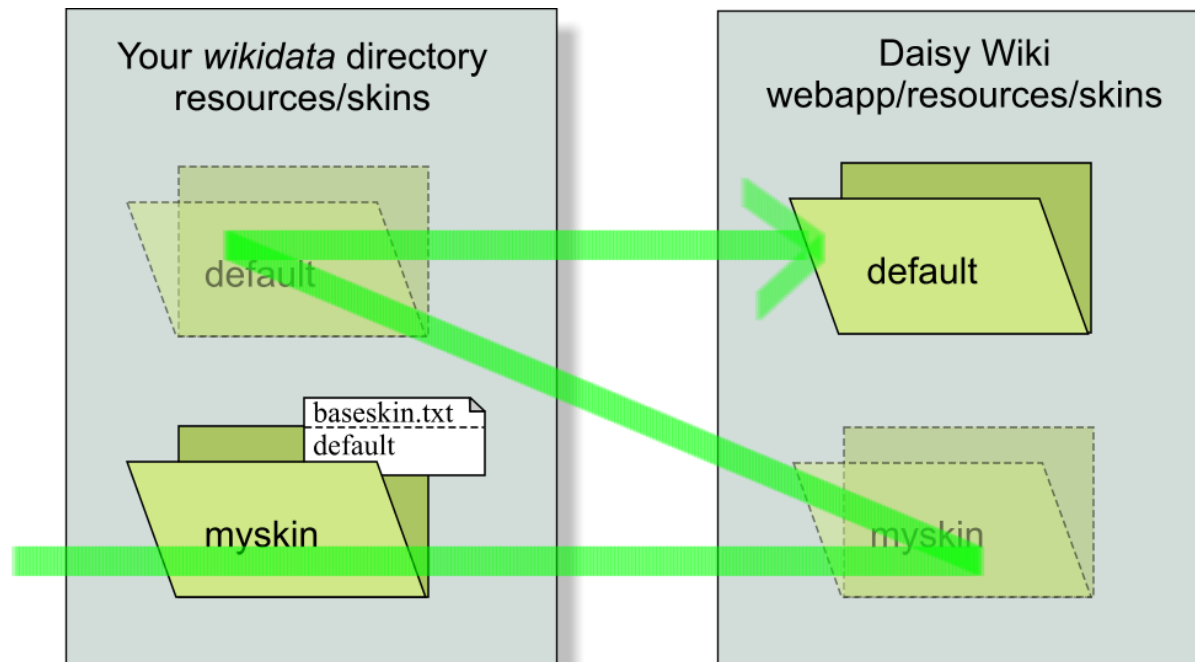 Your wikidata directory
resources/skins
default
baseskin.txt
default
myskin
Daisy Wiki
webapp/resources/skins
default
myskin